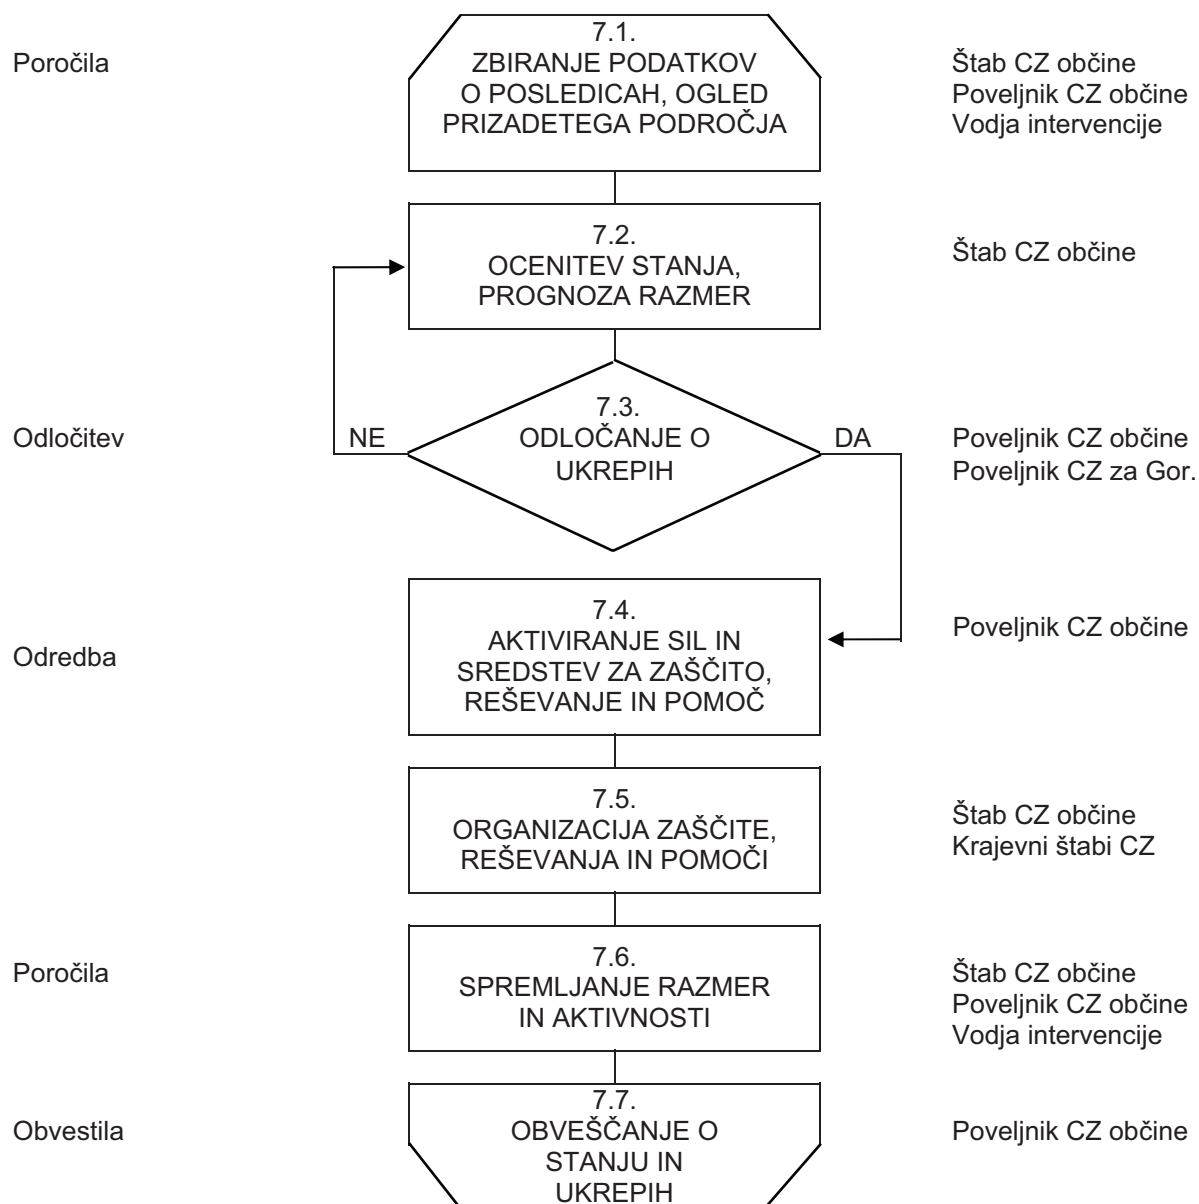 Poročila
7.1.
ZBIRANJE PODATKOV
O POSLEDICAH, OGLED
PRIZADETEGA PODROČJA
Štab CZ občine
Poveljnik CZ občine
Vodja intervencije
7.2.
OCENITEV STANJA,
PROGNOZA RAZMER
Štab CZ občine
Odločitev
NE
7.3.
ODLOČANJE O
UKREPIH
DA
Poveljnik CZ občine
Poveljnik CZ za Gor.
Odredba
7.4.
AKTIVIRANJE SIL IN
SREDSTEV ZA ZAŠČITO,
REŠEVANJE IN POMOČ
Poveljnik CZ občine
7.5.
ORGANIZACIJA ZAŠČITE,
REŠEVANJA IN POMOČI
Štab CZ občine
Krajevni štabi CZ
Poročila
7.6.
SPREMLJANJE RAZMER
IN AKTIVNOSTI
Štab CZ občine
Poveljnik CZ občine
Vodja intervencije
Obvestila
7.7.
OBVEŠČANJE O
STANJU IN
UKREPIH
Poveljnik CZ občine